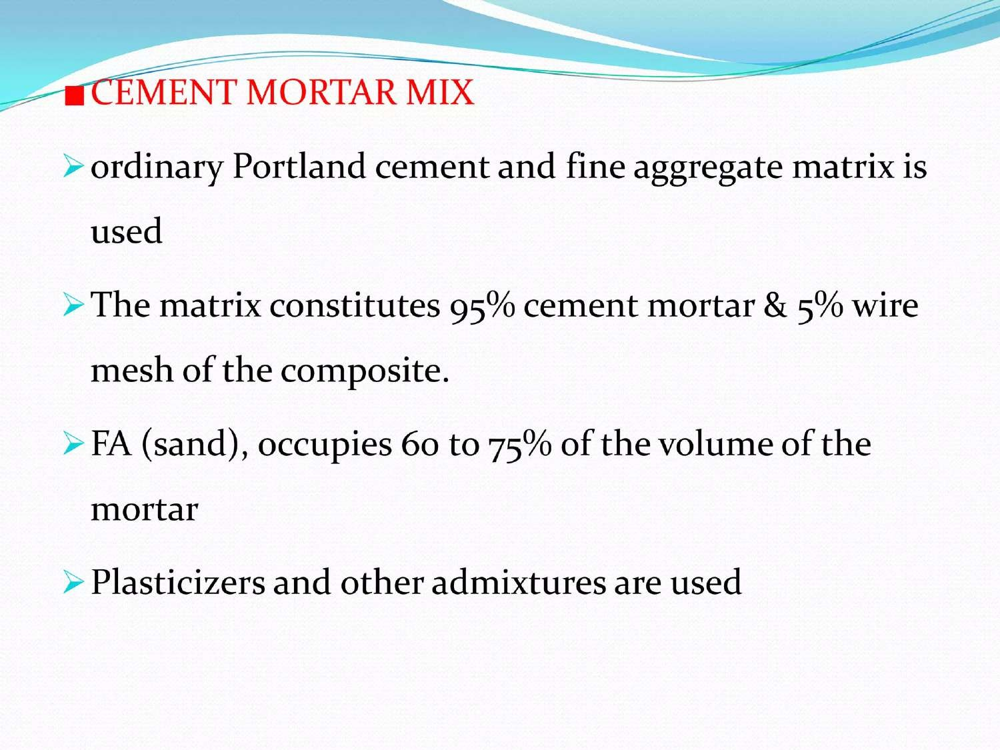 ■CEMENT MORTAR MIX
➢ordinary Portland cement and fine aggregate matrix is
used
➢The matrix constitutes 95% cement mortar & 5% wire
mesh of the composite.
➢FA (sand), occupies 60 to 75% of the volume of the
mortar
➢Plasticizers and other admixtures are used